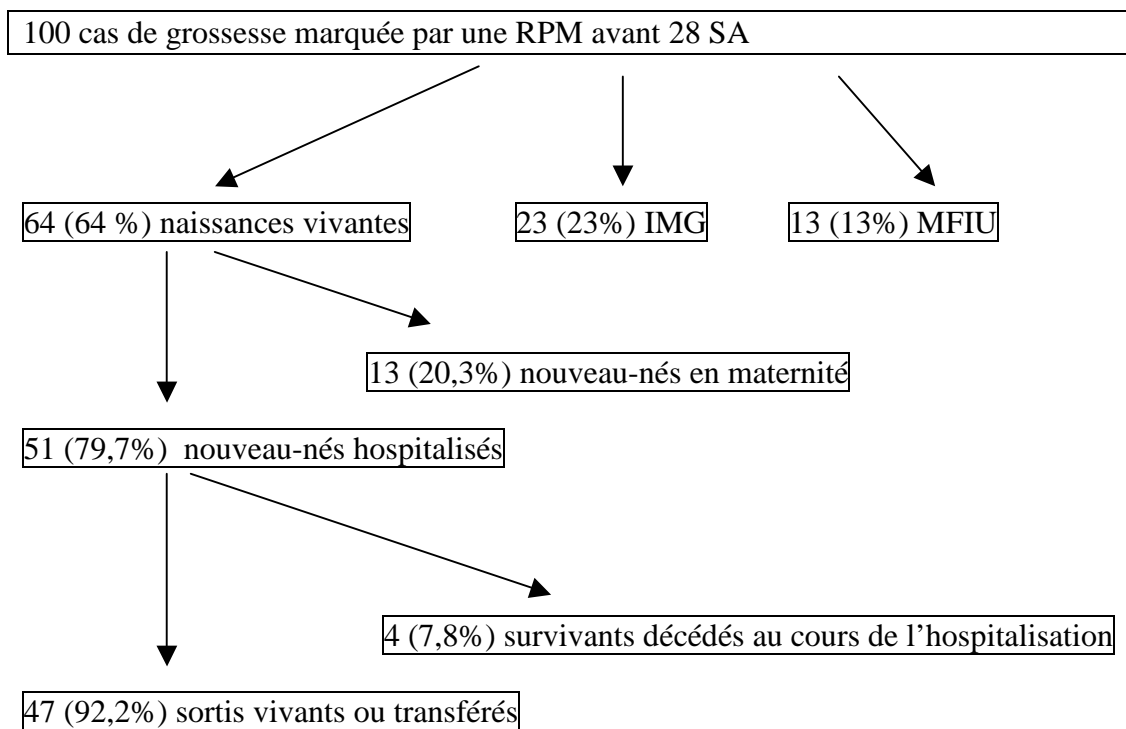 100 cas de grossesse marquée par une RPM avant 28 SA
64 (64 %) naissances vivantes
23 (23%) IMG
13 (13%) MFIU
13 (20,3%) nouveau-nés en maternité
51 (79,7%) nouveau-nés hospitalisés
4 (7,8%) survivants décédés au cours de l’hospitalisation
47 (92,2%) sortis vivants ou transférés